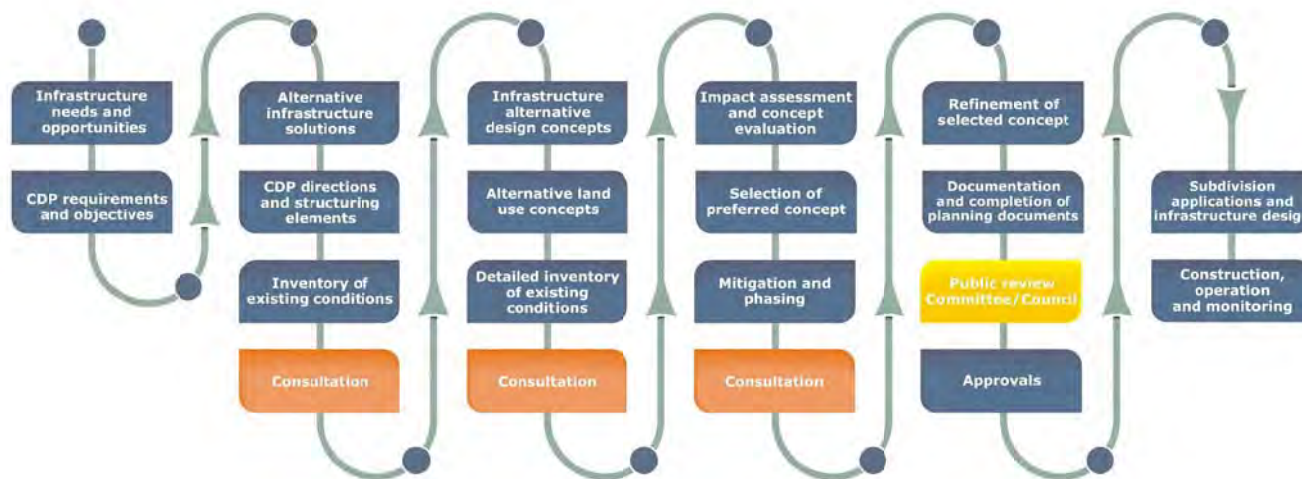 Infrastructure
needs and
opportunities
CDP requirements
and objectives
Alternative
infrastructure
solutions
CDP directions
and structuring
elements
Inventory of
existing conditions
Consultation
Infrastructure
alternative
design concepts
Alternative land
use concepts
Detailed inventory
of existing
conditions
Consultation
Impact assessment
and concept
evaluation
Selection of
preferred concept
Mitigation and
phasing
Consultation
Refinement of
selected concept
Documentation
and completion of
planning documents
Public review
Committee/Council
Approvals
Subdivision
applications and
infrastructure design
Construction,
operation
and monitoring